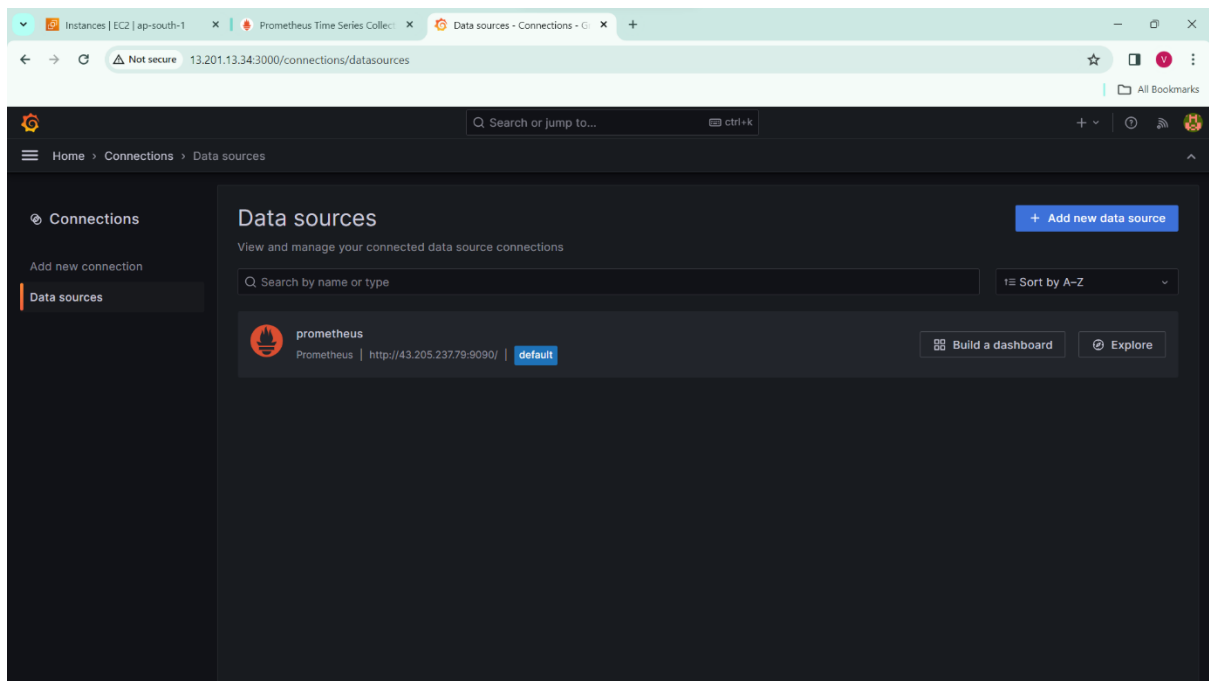 Instances | EC2 | ap-south-1
Prometheus Time Series Collec
Data sources - Connections - G
Not secure 13.201.13.34:3000/connections/datasources
V
All Bookmarks
Search or jump to... ctrl+k
Home › Connections › Data sources
Connections
Add new connection
Data sources
Data sources
+ Add new data source
View and manage your connected data source connections
Search by name or type
Sort by A–Z
prometheus
Prometheus | http://43.205.237.79:9090/ | default
Build a dashboard
Explore